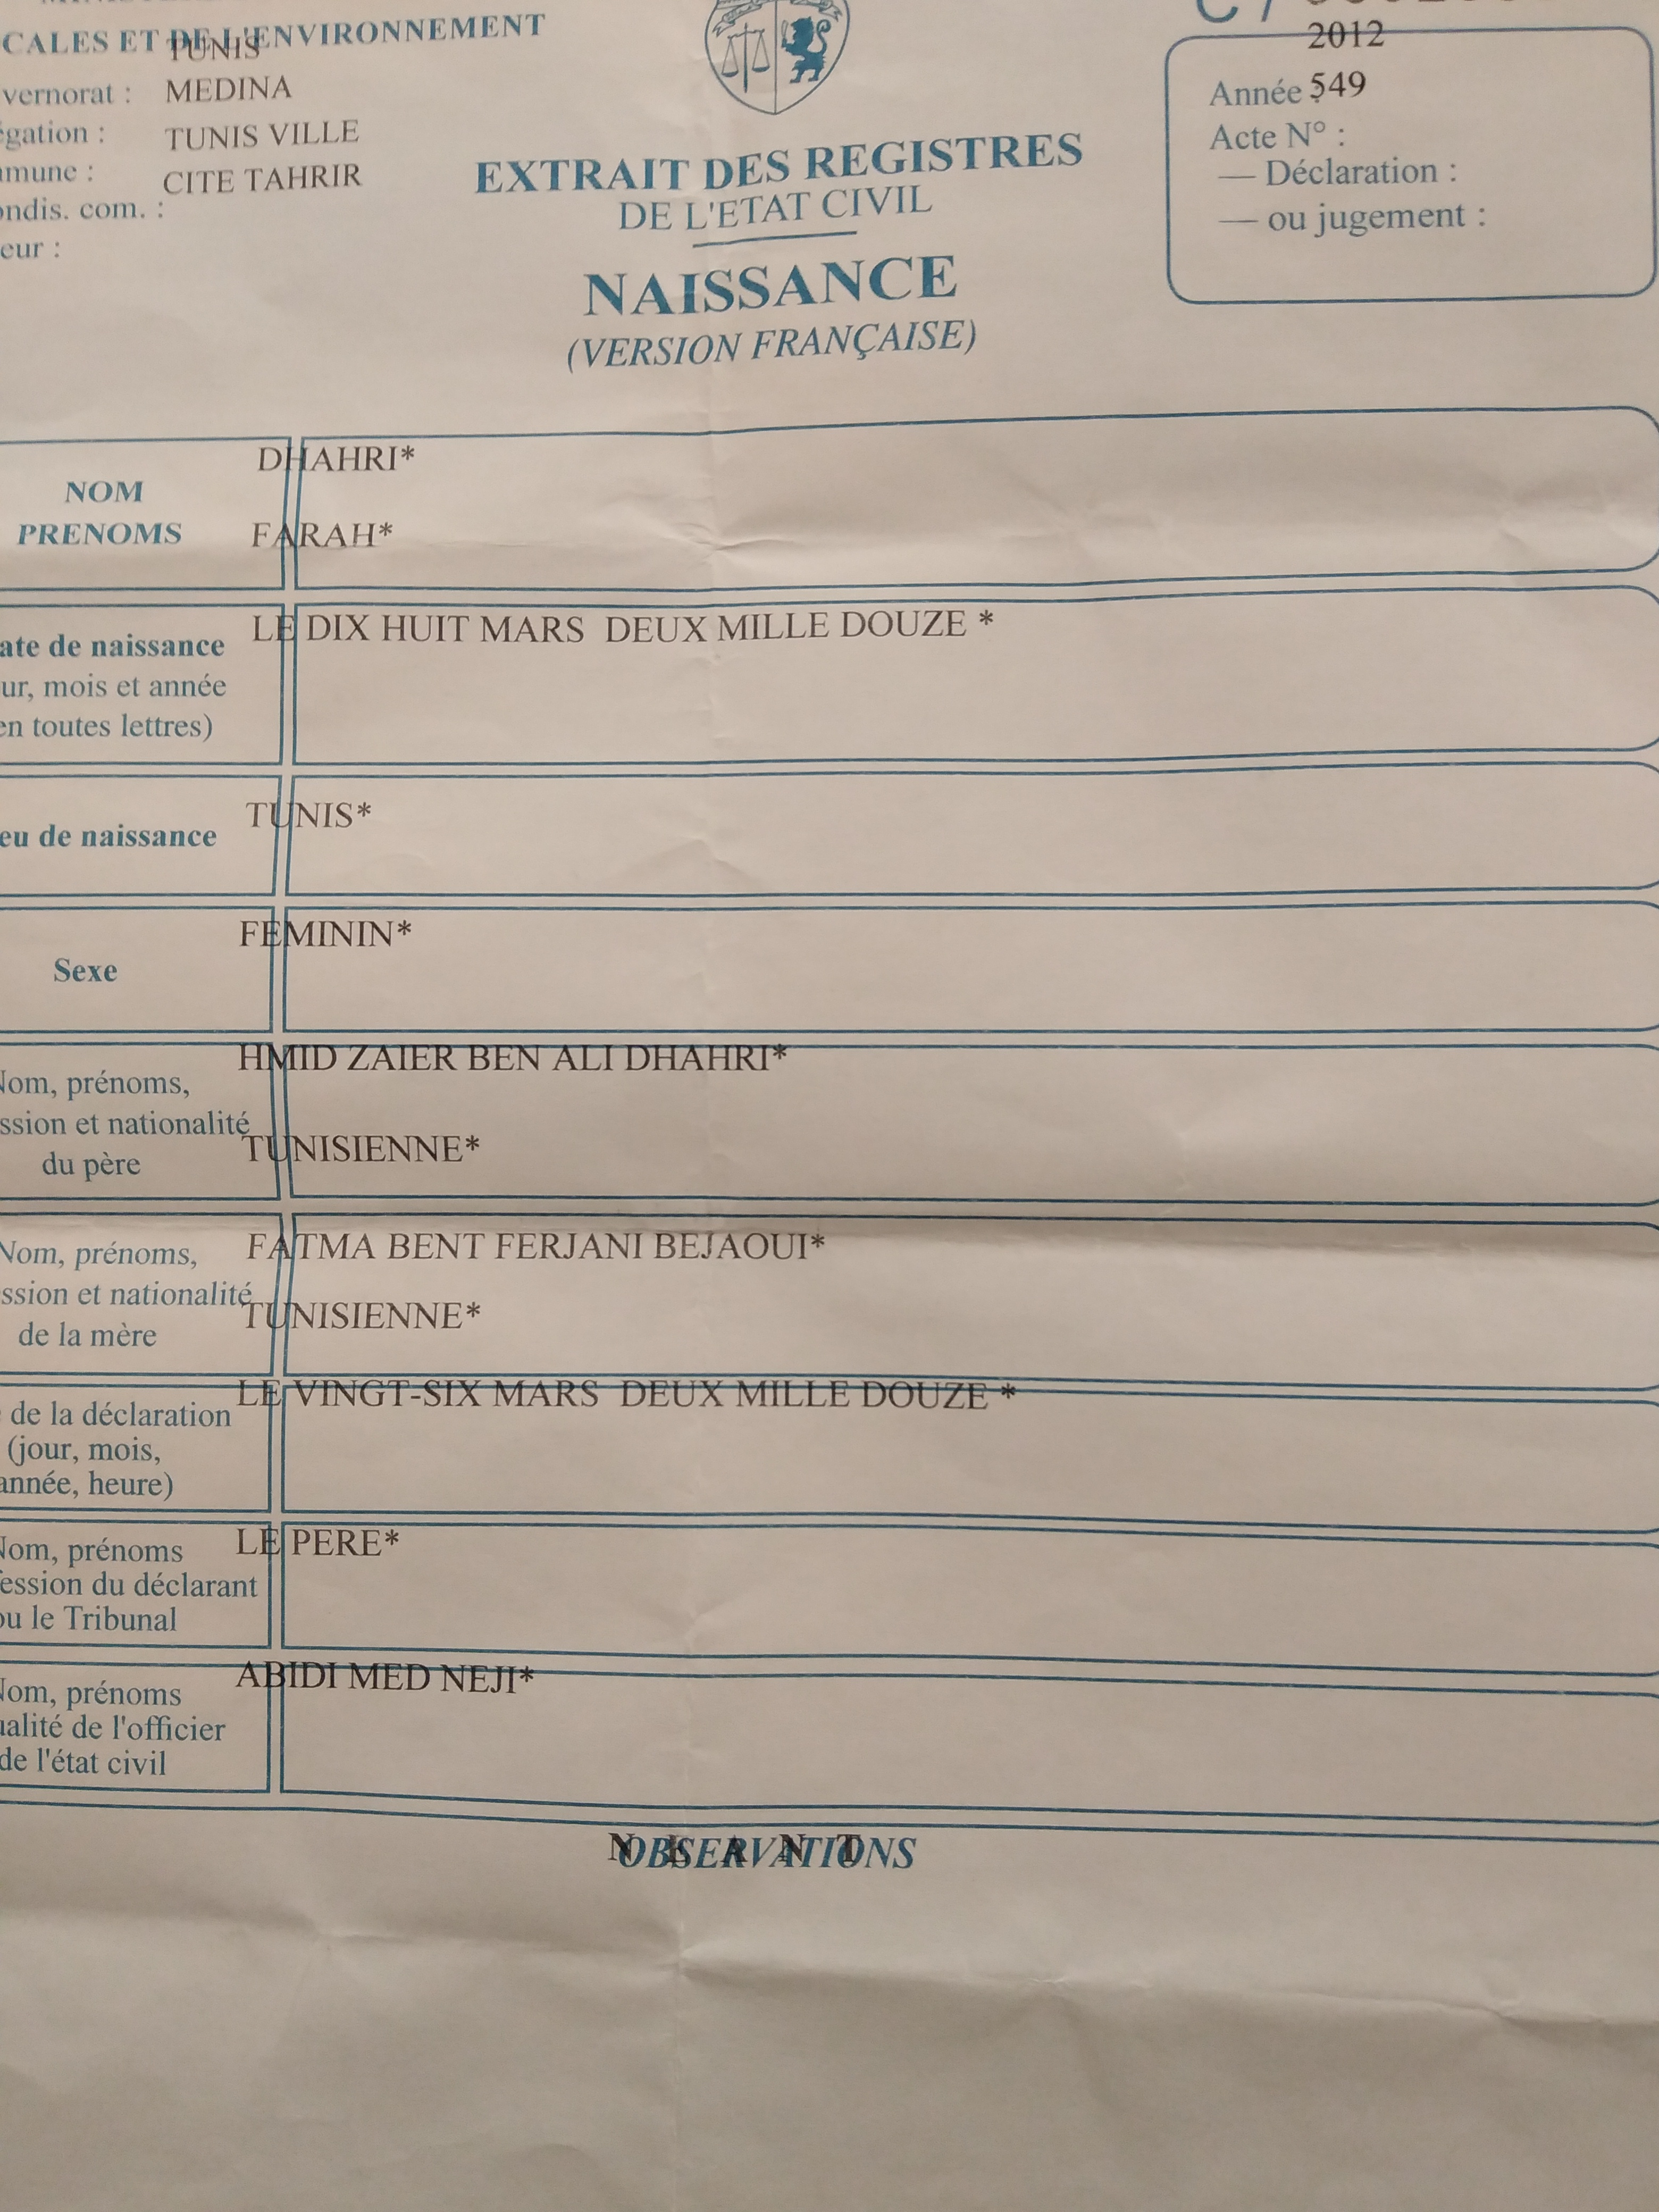 CALES ET DE L'ENVIRONNEMENT
TUNIS
vernorat : MEDINA
égation : TUNIS VILLE
mmune : CITE TAHRIR
ondis. com. :
eur :
EXTRAIT DES REGISTRES
DE L'ETAT CIVIL
NAISSANCE
(VERSION FRANÇAISE)
2012
Année : 549
Acte N° :
— Déclaration :
— ou jugement :
NOM
PRENOMS
DHAHRI*
FARAH*
ate de naissance
ur, mois et année
en toutes lettres)
LE DIX HUIT MARS DEUX MILLE DOUZE *
eu de naissance
TUNIS*
Sexe
FEMININ*
Nom, prénoms,
ssion et nationalité
du père
HMID ZAIER BEN ALI DHAHRI*
TUNISIENNE*
Nom, prénoms,
ssion et nationalité
de la mère
FATMA BENT FERJANI BEJAOUI*
TUNISIENNE*
de la déclaration
(jour, mois,
année, heure)
LE VINGT-SIX MARS DEUX MILLE DOUZE *
Nom, prénoms
fession du déclarant
ou le Tribunal
LE PERE*
Nom, prénoms
ualité de l'officier
de l'état civil
ABIDI MED NEJI*
OBSERVATIONS
N E A N T